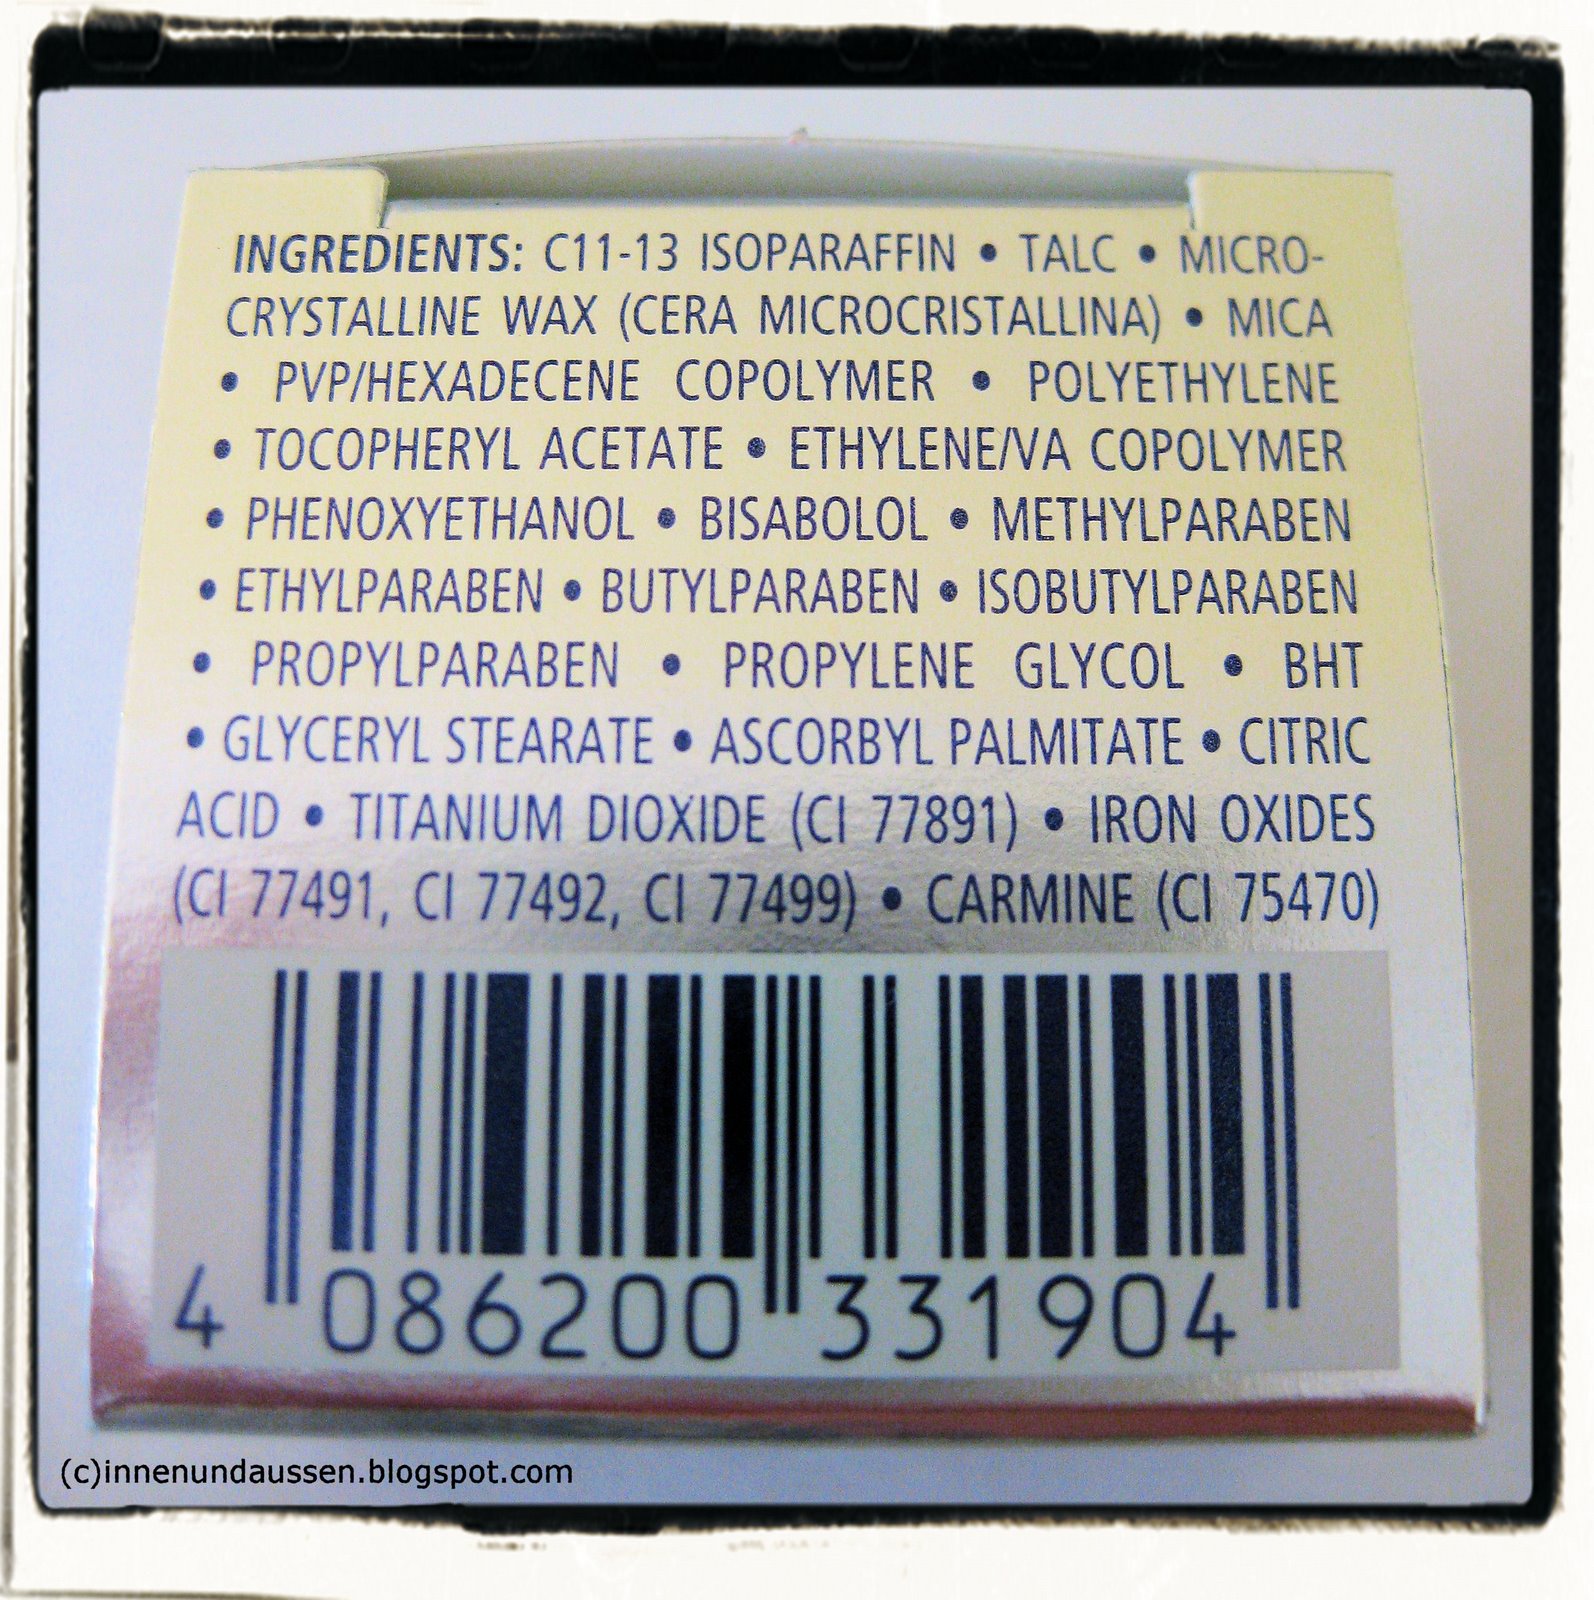 INGREDIENTS: C11-13 ISOPARAFFIN • TALC • MICRO-
CRYSTALLINE WAX (CERA MICROCRISTALLINA) • MICA
• PVP/HEXADECENE COPOLYMER • POLYETHYLENE
• TOCOPHERYL ACETATE • ETHYLENE/VA COPOLYMER
• PHENOXYETHANOL • BISABOLOL • METHYLPARABEN
• ETHYLPARABEN • BUTYLPARABEN • ISOBUTYLPARABEN
• PROPYLPARABEN • PROPYLENE GLYCOL • BHT
• GLYCERYL STEARATE • ASCORBYL PALMITATE • CITRIC
ACID • TITANIUM DIOXIDE (CI 77891) • IRON OXIDES
(CI 77491, CI 77492, CI 77499) • CARMINE (CI 75470)
4 086200 331904
(c)innenundaussen.blogspot.com